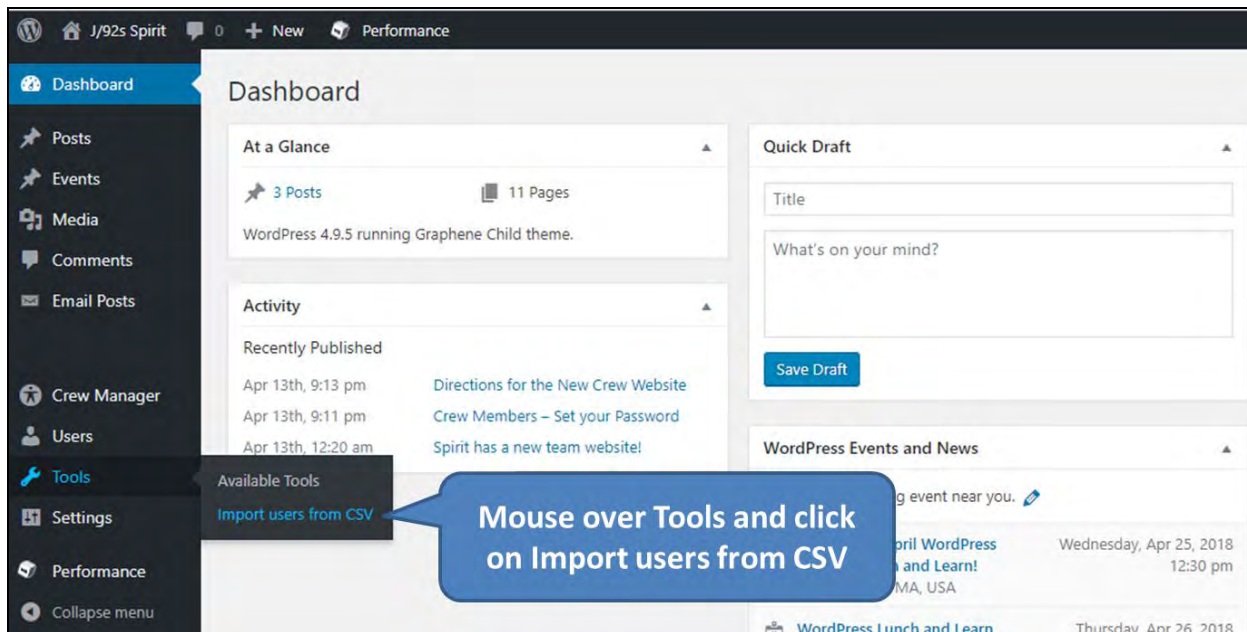 J/92s Spirit 0 New Performance
Dashboard
Posts
Events
Media
Comments
Email Posts
Crew Manager
Users
Tools
Settings
Performance
Collapse menu
Available Tools
Import users from CSV
Dashboard
At a Glance
3 Posts 11 Pages
WordPress 4.9.5 running Graphene Child theme.
Activity
Recently Published
Apr 13th, 9:13 pm Directions for the New Crew Website
Apr 13th, 9:11 pm Crew Members – Set your Password
Apr 13th, 12:20 am Spirit has a new team website!
Quick Draft
Title
What's on your mind?
Save Draft
WordPress Events and News
g event near you.
pril WordPress Wednesday, Apr 25, 2018
and Learn! 12:30 pm
MA, USA
WordPress Lunch and Learn Thursday, Apr 26, 2018
Mouse over Tools and click
on Import users from CSV